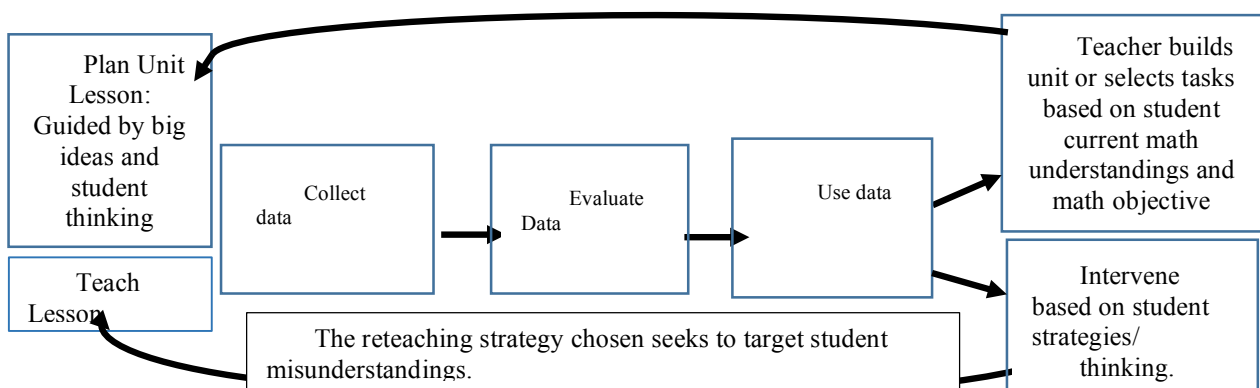 Plan Unit
Lesson:
Guided by big
ideas and
student
thinking
Teach
Lesson
Collect
data
Evaluate
Data
Use data
Teacher builds
unit or selects tasks
based on student
current math
understandings and
math objective
Intervene
based on student
strategies/
thinking.
The reteaching strategy chosen seeks to target student
misunderstandings.